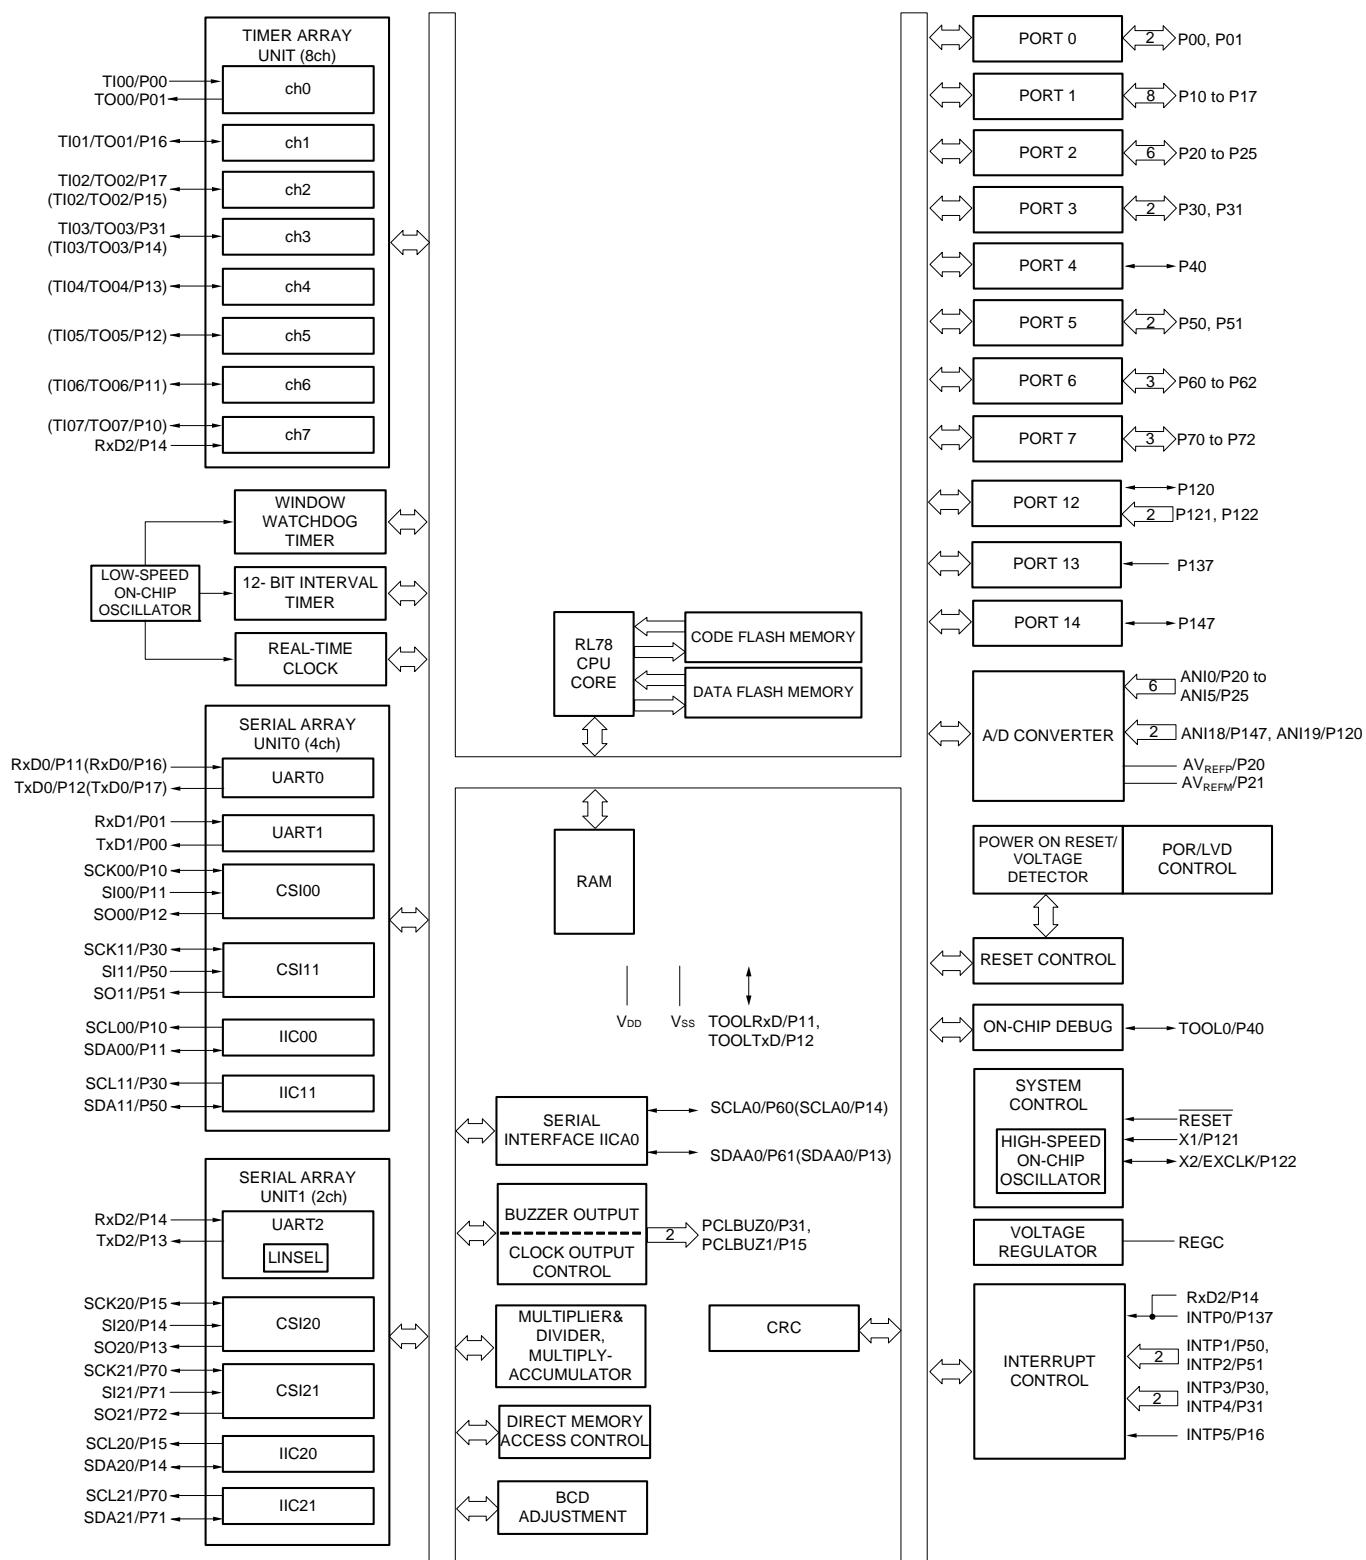 TIMER ARRAY
UNIT (8ch)
TI00/P00
TO00/P01
ch0
TI01/TO01/P16
ch1
TI02/TO02/P17
(TI02/TO02/P15)
ch2
TI03/TO03/P31
(TI03/TO03/P14)
ch3
(TI04/TO04/P13)
ch4
(TI05/TO05/P12)
ch5
(TI06/TO06/P11)
ch6
(TI07/TO07/P10)
RxD2/P14
ch7
WINDOW
WATCHDOG
TIMER
LOW-SPEED
ON-CHIP
OSCILLATOR
12- BIT INTERVAL
TIMER
REAL-TIME
CLOCK
SERIAL ARRAY
UNIT0 (4ch)
RxD0/P11(RxD0/P16)
TxD0/P12(TxD0/P17)
UART0
RxD1/P01
TxD1/P00
UART1
SCK00/P10
SI00/P11
SO00/P12
CSI00
SCK11/P30
SI11/P50
SO11/P51
CSI11
SCL00/P10
SDA00/P11
IIC00
SCL11/P30
SDA11/P50
IIC11
SERIAL ARRAY
UNIT1 (2ch)
RxD2/P14
TxD2/P13
UART2
LINSEL
SCK20/P15
SI20/P14
SO20/P13
CSI20
SCK21/P70
SI21/P71
SO21/P72
CSI21
SCL20/P15
SDA20/P14
IIC20
SCL21/P70
SDA21/P71
IIC21
RL78
CPU
CORE
CODE FLASH MEMORY
DATA FLASH MEMORY
RAM
VDD
VSS
TOOLRxD/P11,
TOOLTxD/P12
SERIAL
INTERFACE IICA0
SCLA0/P60(SCLA0/P14)
SDAA0/P61(SDAA0/P13)
BUZZER OUTPUT
CLOCK OUTPUT
CONTROL
2
PCLBUZ0/P31,
PCLBUZ1/P15
MULTIPLIER&
DIVIDER,
MULTIPLY-
ACCUMULATOR
CRC
DIRECT MEMORY
ACCESS CONTROL
BCD
ADJUSTMENT
PORT 0
2
P00, P01
PORT 1
8
P10 to P17
PORT 2
6
P20 to P25
PORT 3
2
P30, P31
PORT 4
P40
PORT 5
2
P50, P51
PORT 6
3
P60 to P62
PORT 7
3
P70 to P72
PORT 12
P120
2
P121, P122
PORT 13
P137
PORT 14
P147
A/D CONVERTER
6
ANI0/P20 to
ANI5/P25
2
ANI18/P147, ANI19/P120
AVREFP/P20
AVREFM/P21
POWER ON RESET/
VOLTAGE
DETECTOR
POR/LVD
CONTROL
RESET CONTROL
ON-CHIP DEBUG
TOOL0/P40
SYSTEM
CONTROL
HIGH-SPEED
ON-CHIP
OSCILLATOR
RESET
X1/P121
X2/EXCLK/P122
VOLTAGE
REGULATOR
REGC
INTERRUPT
CONTROL
RxD2/P14
INTP0/P137
2
INTP1/P50,
INTP2/P51
2
INTP3/P30,
INTP4/P31
INTP5/P16